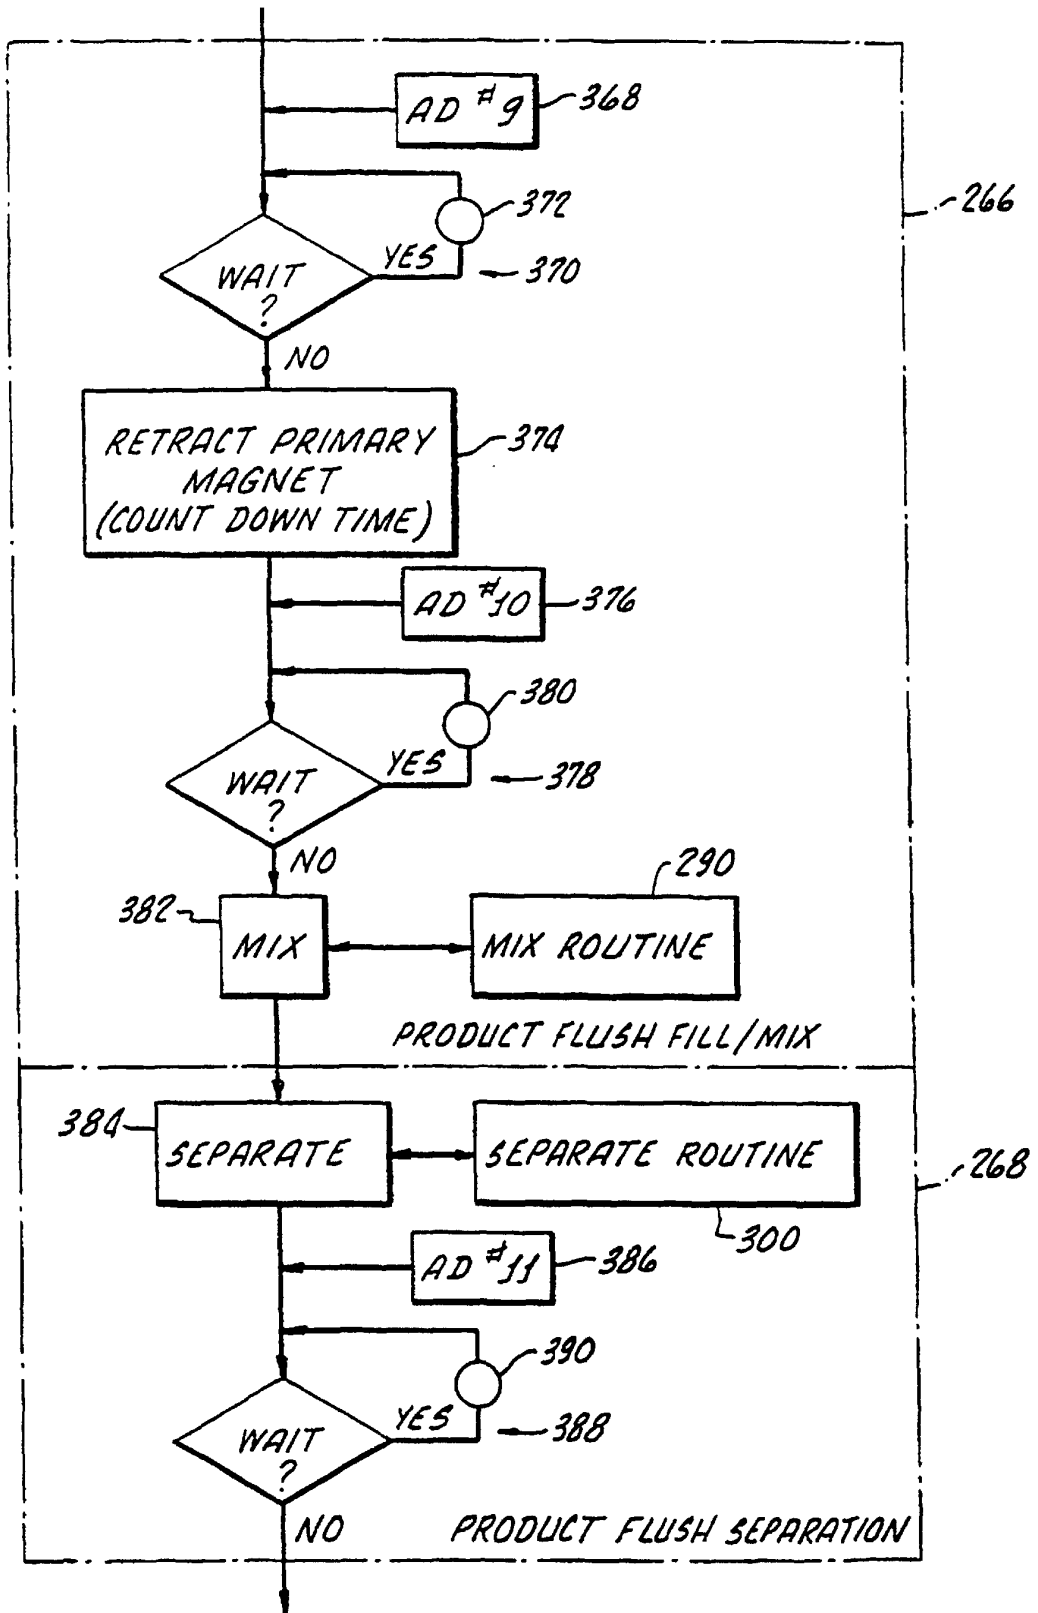 AD #9
368
266
372
YES
370
WAIT
?
NO
RETRACT PRIMARY
MAGNET
(COUNT DOWN TIME)
374
AD #10
376
380
YES
378
WAIT
?
NO
290
382
MIX
MIX ROUTINE
PRODUCT FLUSH FILL/MIX
384
SEPARATE
SEPARATE ROUTINE
268
300
AD #11
386
390
YES
388
WAIT
?
NO
PRODUCT FLUSH SEPARATION